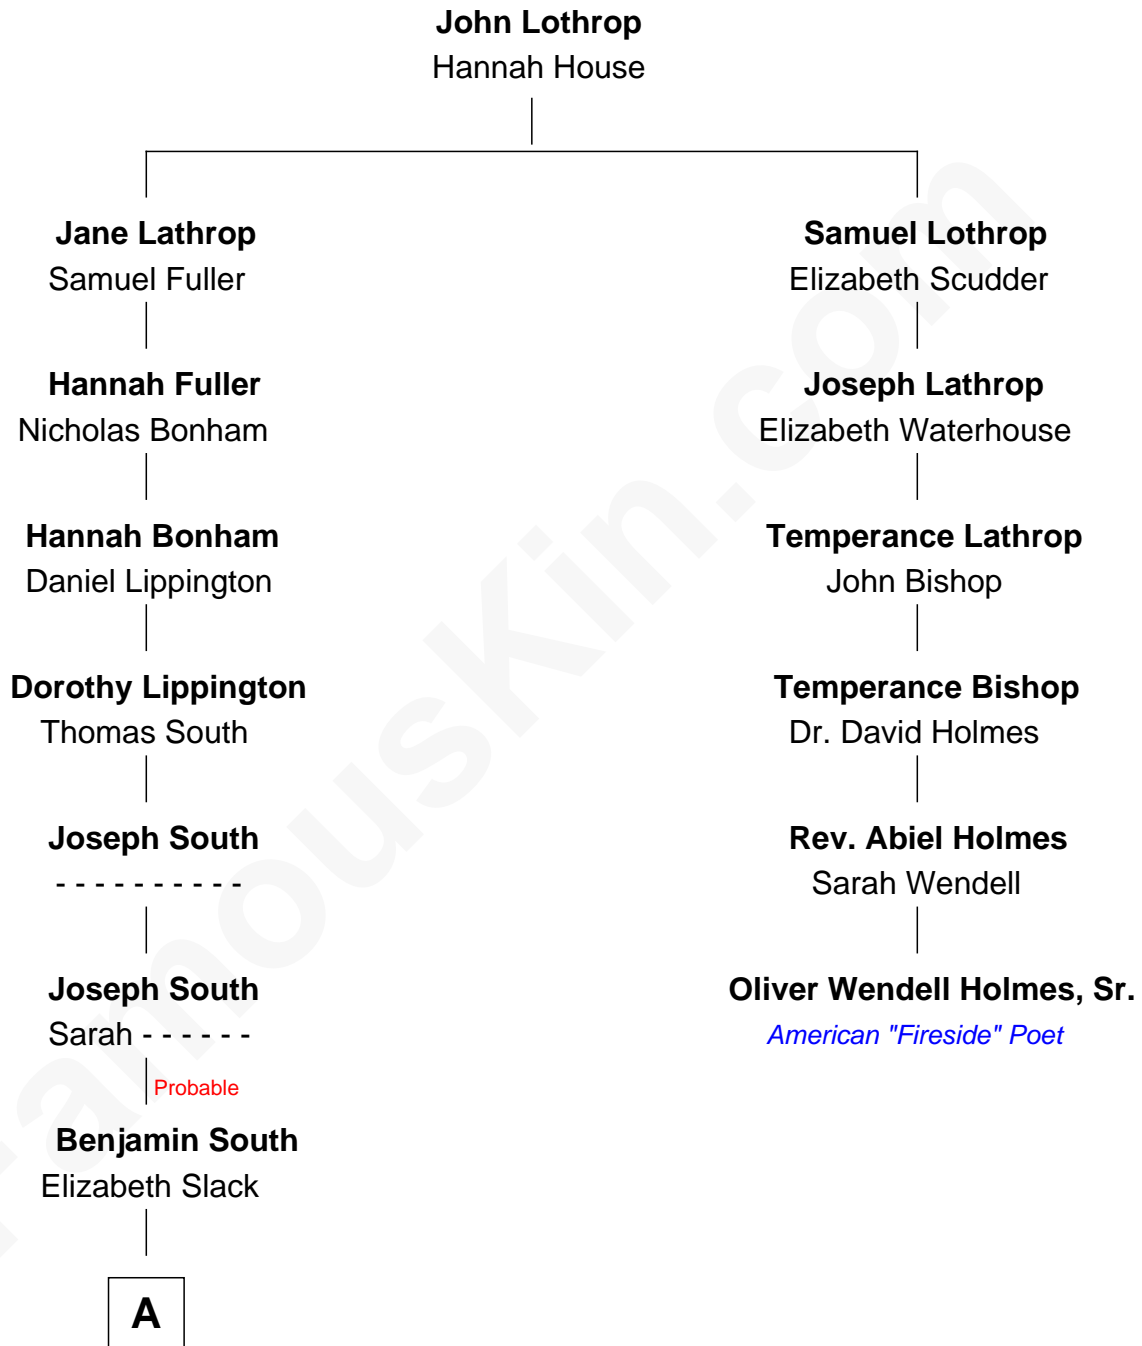 John Lothrop
Hannah House
Jane Lathrop
Samuel Fuller
Hannah Fuller
Nicholas Bonham
Hannah Bonham
Daniel Lippington
Dorothy Lippington
Thomas South
Joseph South
- - - - - - - - - -
Joseph South
Sarah - - - - - -
Probable
Benjamin South
Elizabeth Slack
A
Samuel Lothrop
Elizabeth Scudder
Joseph Lathrop
Elizabeth Waterhouse
Temperance Lathrop
John Bishop
Temperance Bishop
Dr. David Holmes
Rev. Abiel Holmes
Sarah Wendell
Oliver Wendell Holmes, Sr.
American "Fireside" Poet
FamousKin.com